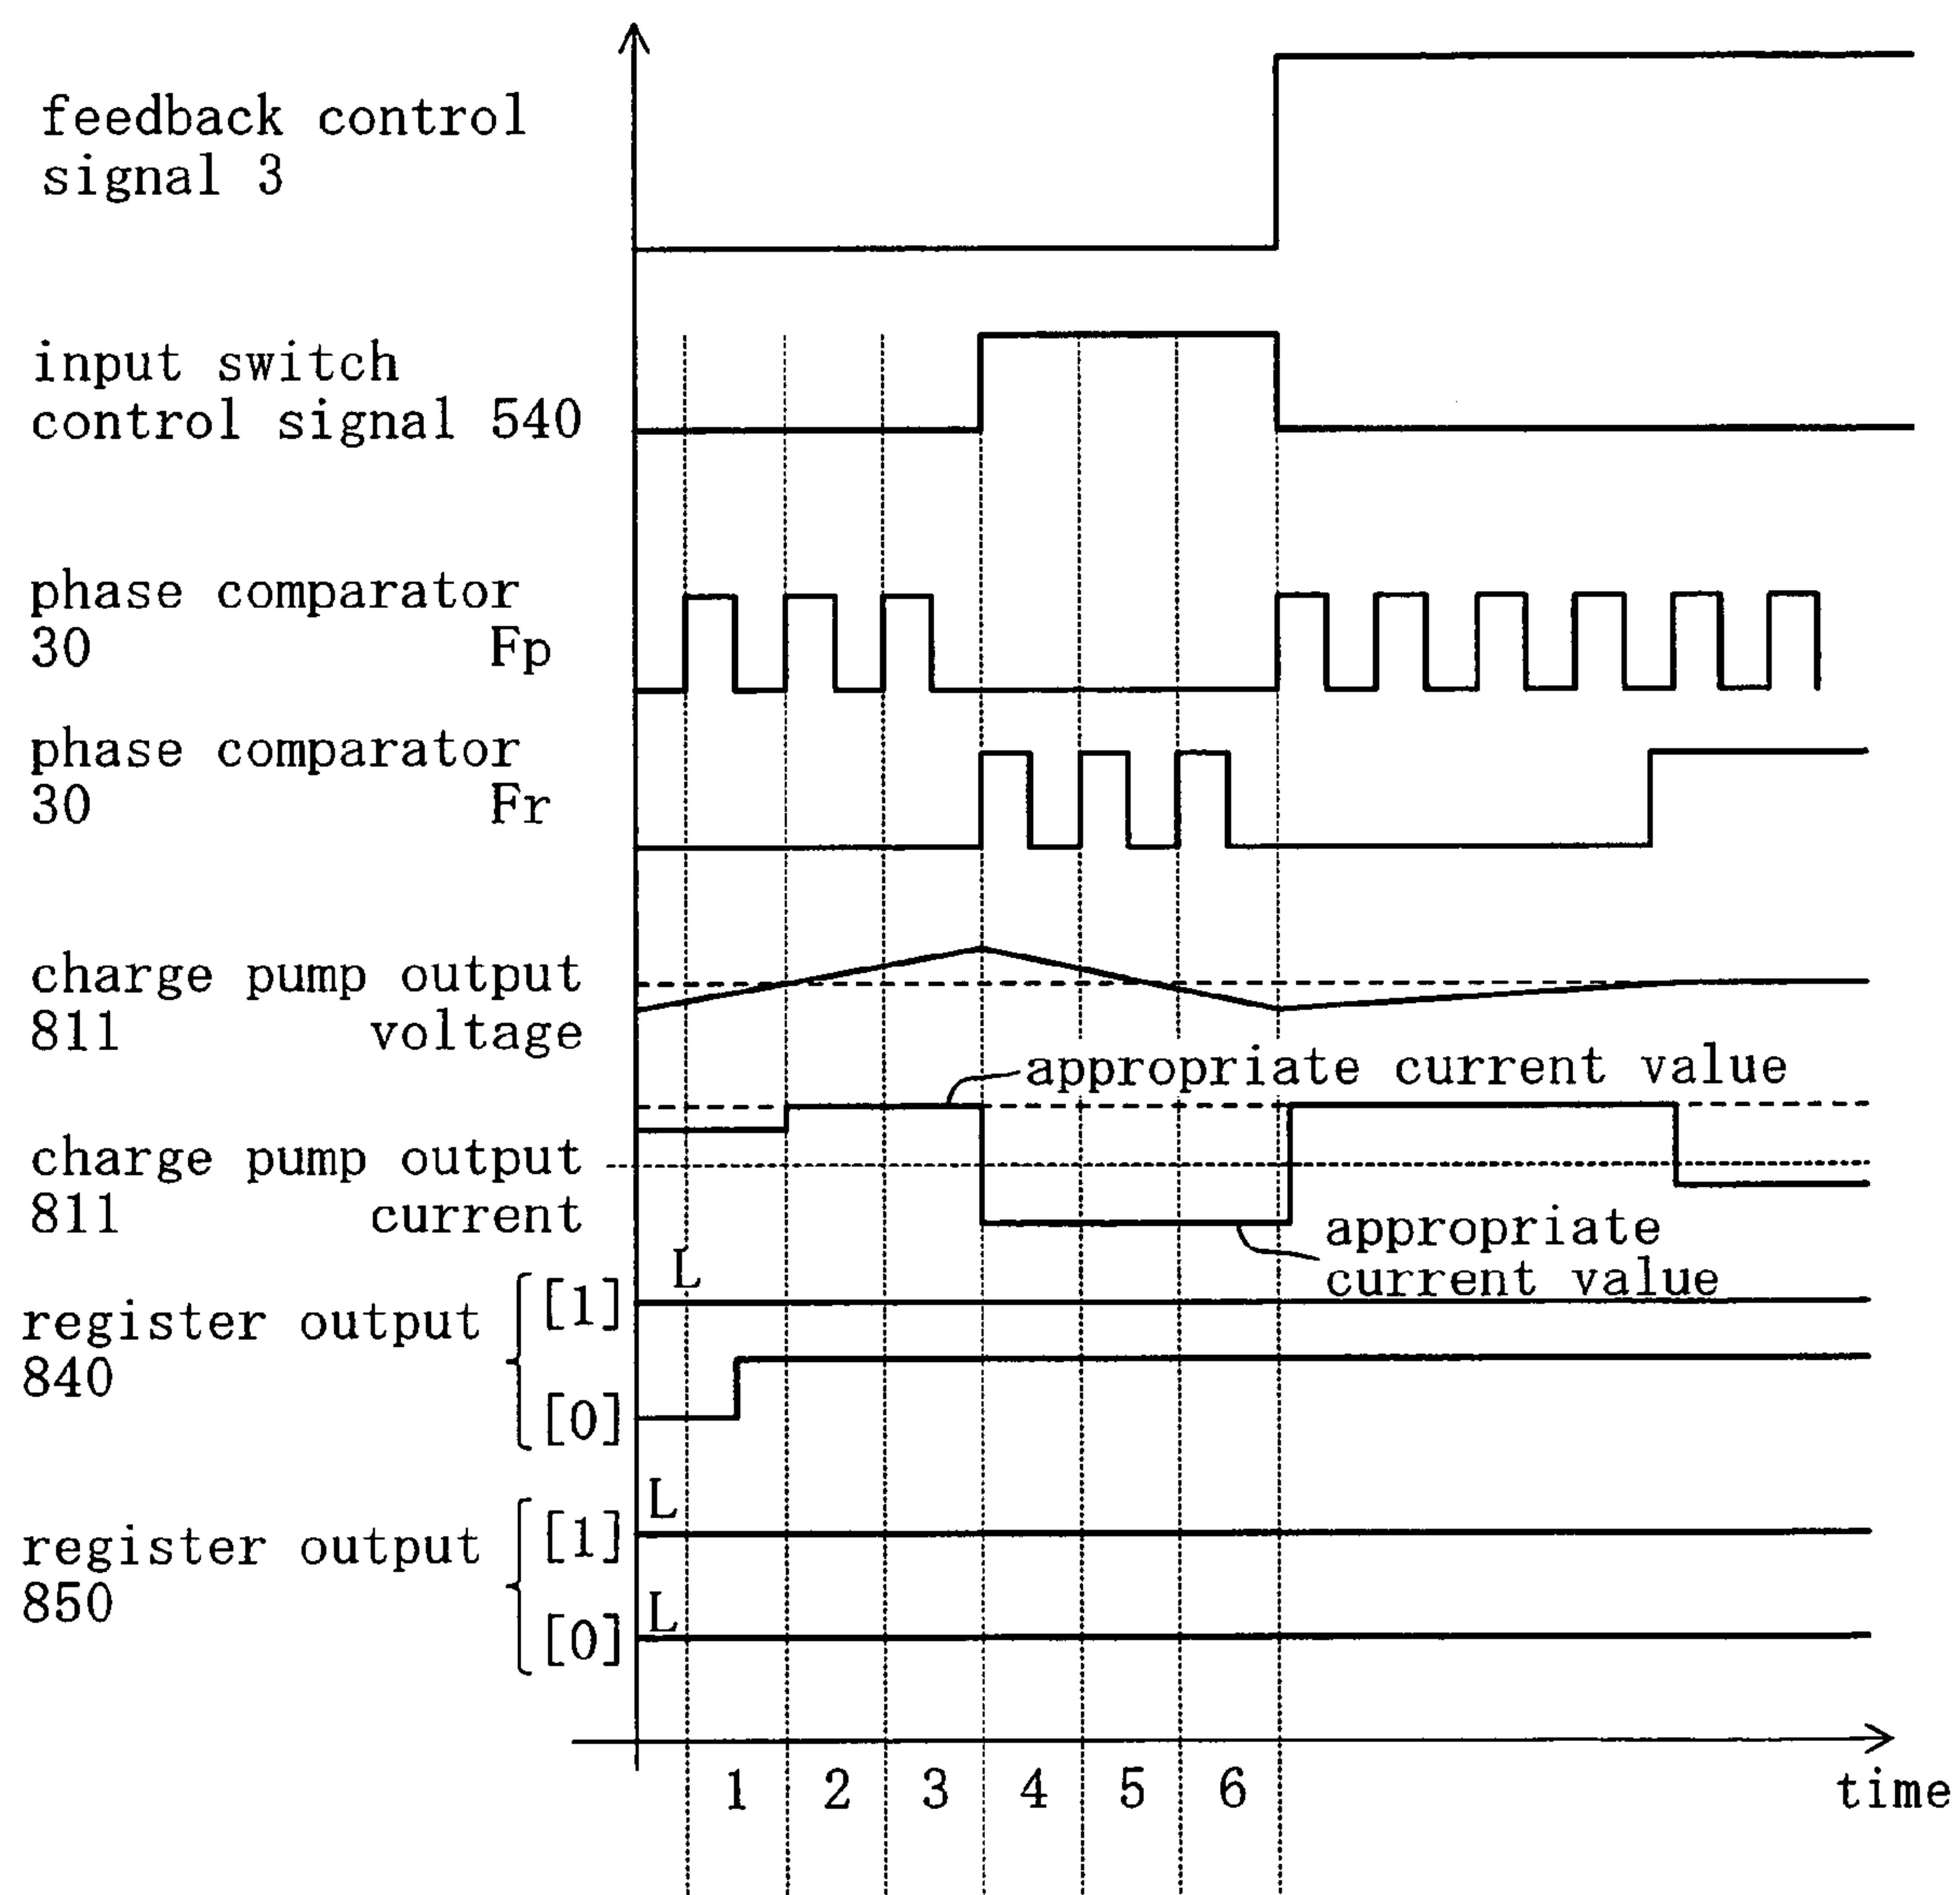 feedback control
signal 3
input switch
control signal 540
phase comparator
30 Fp
phase comparator
30 Fr
charge pump output
811 voltage
appropriate current value
charge pump output
811 current
appropriate
current value
L
register output
840
[1]
[0]
L
register output
850
[1]
L
[0]
1 2 3 4 5 6 time